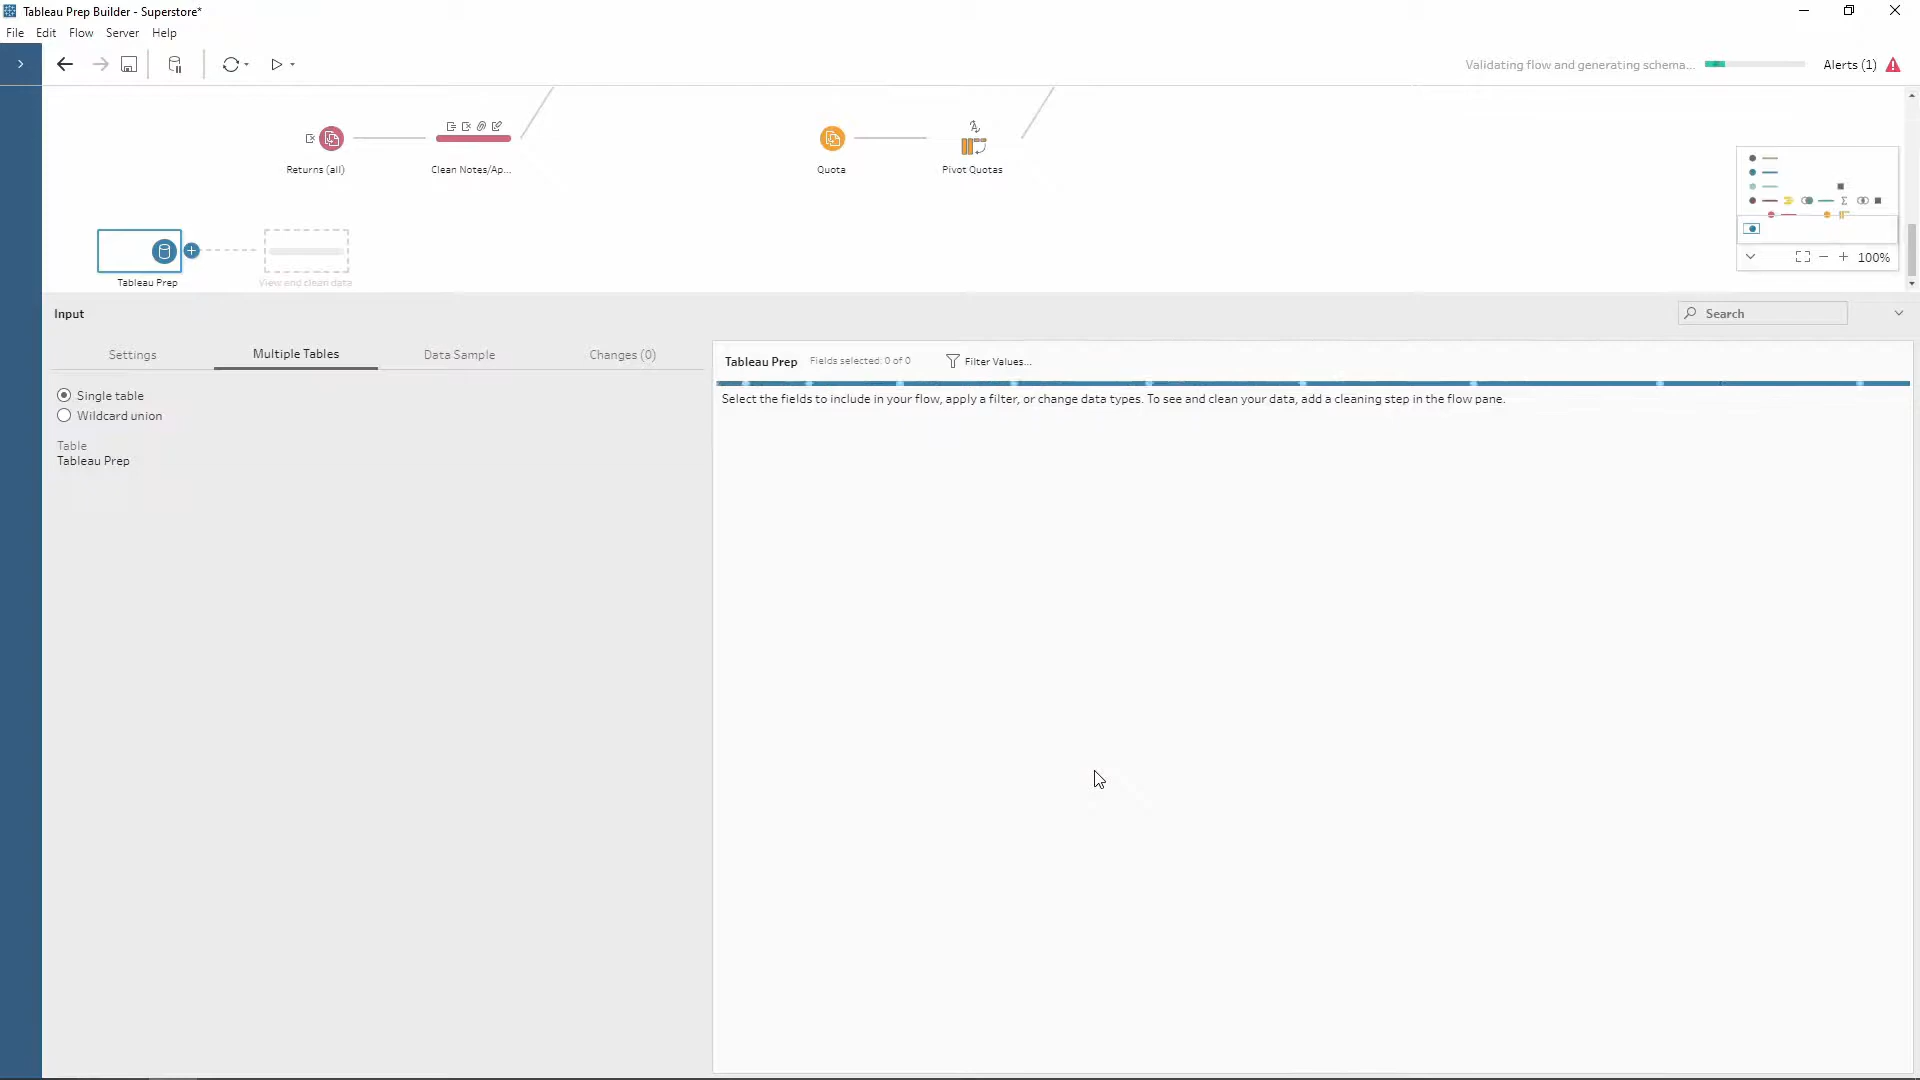 Tableau Prep Builder - Superstore*
File Edit Flow Server Help
Validating flow and generating schema...
Alerts (1)
Returns (all)
Clean Notes/Ap...
Quota
Pivot Quotas
Tableau Prep
View and clean data
100%
Input
Search
Settings
Multiple Tables
Data Sample
Changes (0)
Tableau Prep
Fields selected: 0 of 0
Filter Values...
Single table
Wildcard union
Select the fields to include in your flow, apply a filter, or change data types. To see and clean your data, add a cleaning step in the flow pane.
Table
Tableau Prep